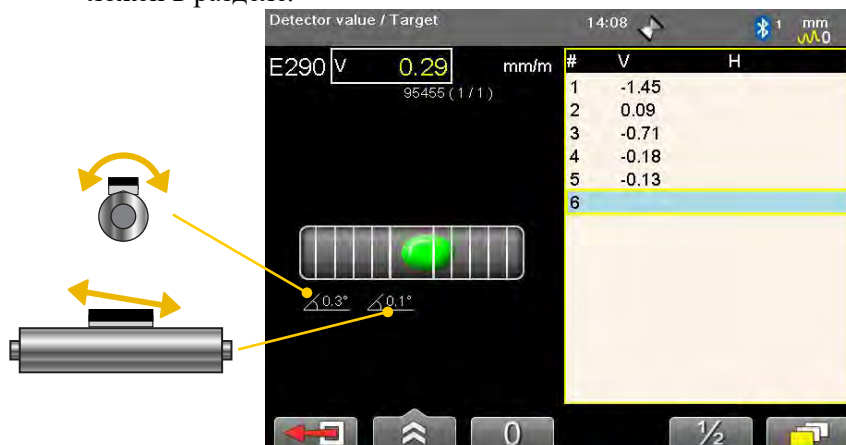 лежен в разделе.
Detector value / Target 14:08 1 mm 0
E290 V 0.29 mm/m
95455 ( 1 / 1 )
# V H
1 -1.45
2 0.09
3 -0.71
4 -0.18
5 -0.13
6
0.3° 0.1°
0 ½